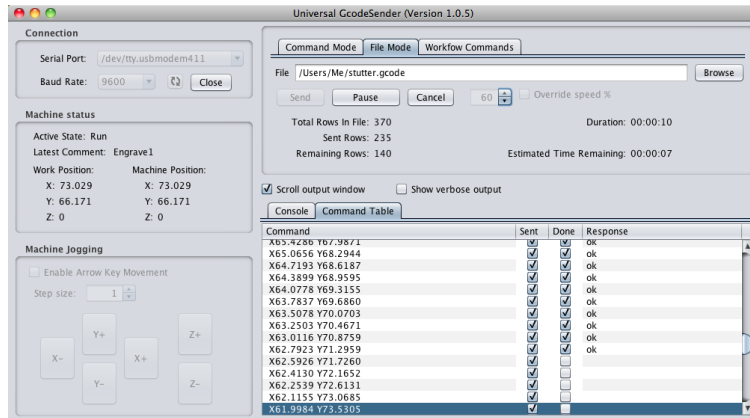 Universal GcodeSender (Version 1.0.5)
Connection
Serial Port: /dev/tty.usbmodem411
Baud Rate: 9600 Close
Machine status
Active State: Run
Latest Comment: Engrave1
Work Position: Machine Position:
X: 73.029 X: 73.029
Y: 66.171 Y: 66.171
Z: 0 Z: 0
Machine Jogging
Enable Arrow Key Movement
Step size: 1
Y+ Z+
X- X+
Y- Z-
Command Mode File Mode Workfow Commands
File /Users/Me/stutter.gcode Browse
Send Pause Cancel 60 Override speed %
Total Rows In File: 370 Duration: 00:00:10
Sent Rows: 235
Remaining Rows: 140 Estimated Time Remaining: 00:00:07
Scroll output window Show verbose output
Console Command Table
Command Sent Done Response
X65.4286 Y67.9871 ok
X65.0656 Y68.2944 ok
X64.7193 Y68.6187 ok
X64.3899 Y68.9595 ok
X64.0778 Y69.3155 ok
X63.7837 Y69.6860 ok
X63.5078 Y70.0703 ok
X63.2503 Y70.4671 ok
X63.0116 Y70.8759 ok
X62.7923 Y71.2959 ok
X62.5926 Y71.7260
X62.4130 Y72.1652
X62.2539 Y72.6131
X62.1155 Y73.0685
X61.9984 Y73.5305